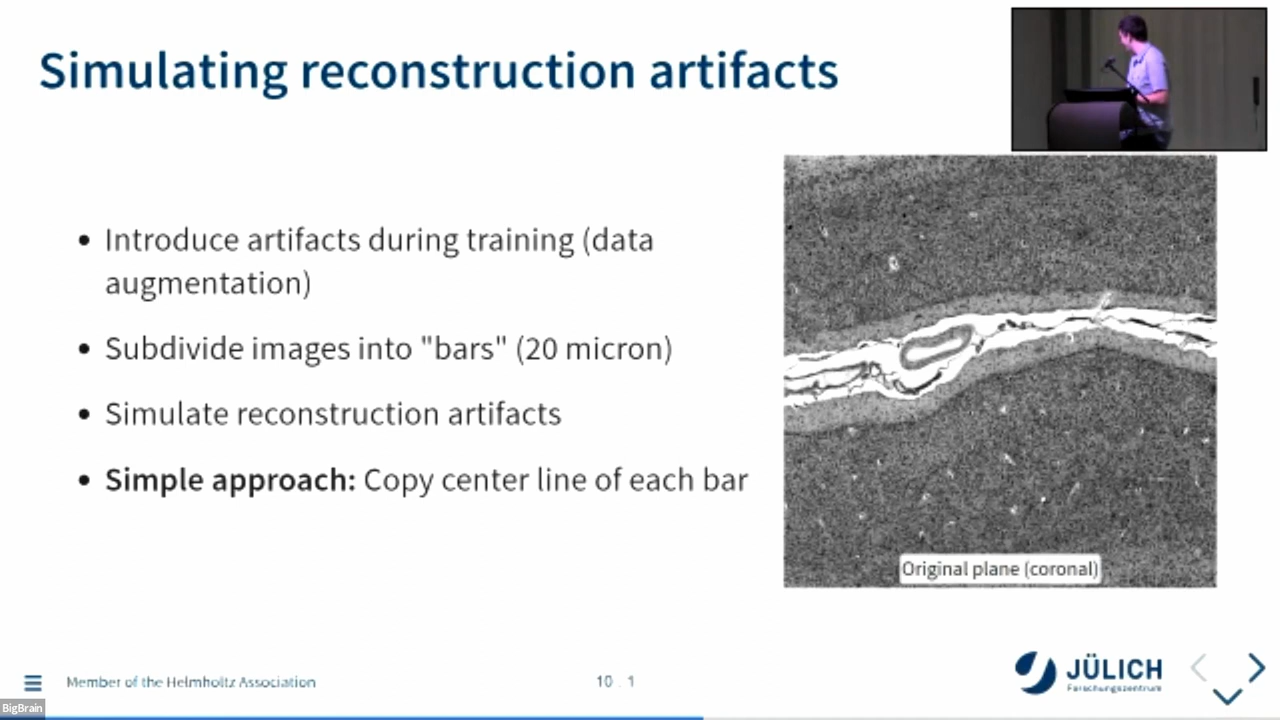 Simulating reconstruction artifacts
• Introduce artifacts during training (data
augmentation)
• Subdivide images into "bars" (20 micron)
• Simulate reconstruction artifacts
• Simple approach: Copy center line of each bar
Original plane (coronal)
Member of the Helmholtz Association
10 . 1
JÜLICH
Forschungszentrum
BigBrain